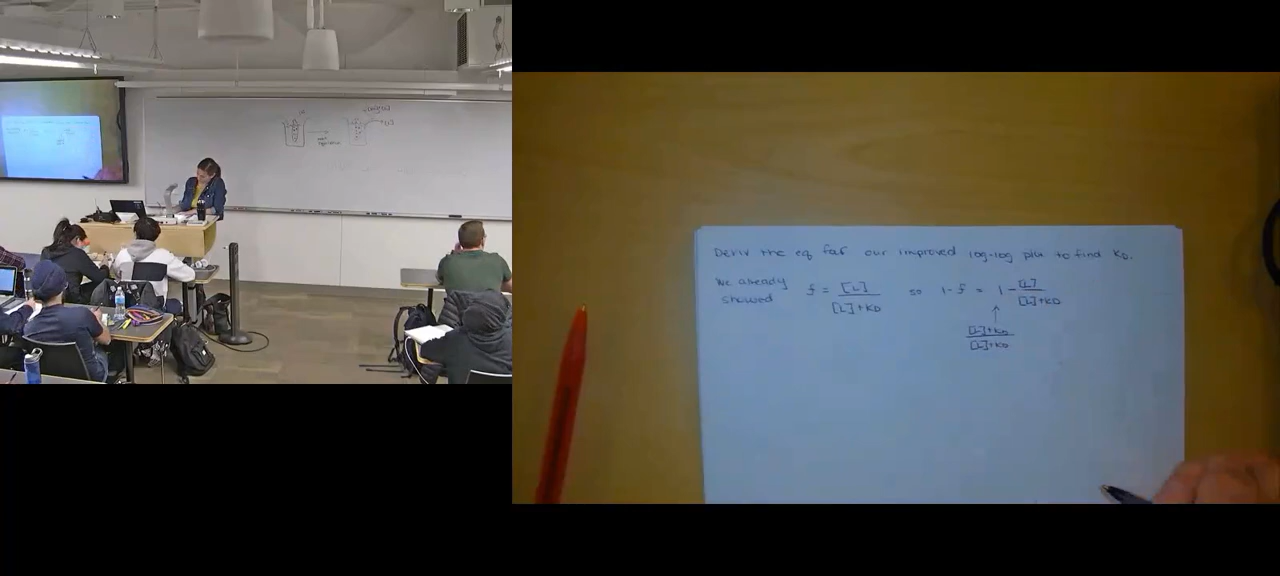 Deriv the eq for our improved log-log plot to find KD.
We already showed f = [L] / [L]+KD so 1-f = 1 - [L] / [L]+KD
↑
[L]+KD / [L]+KD